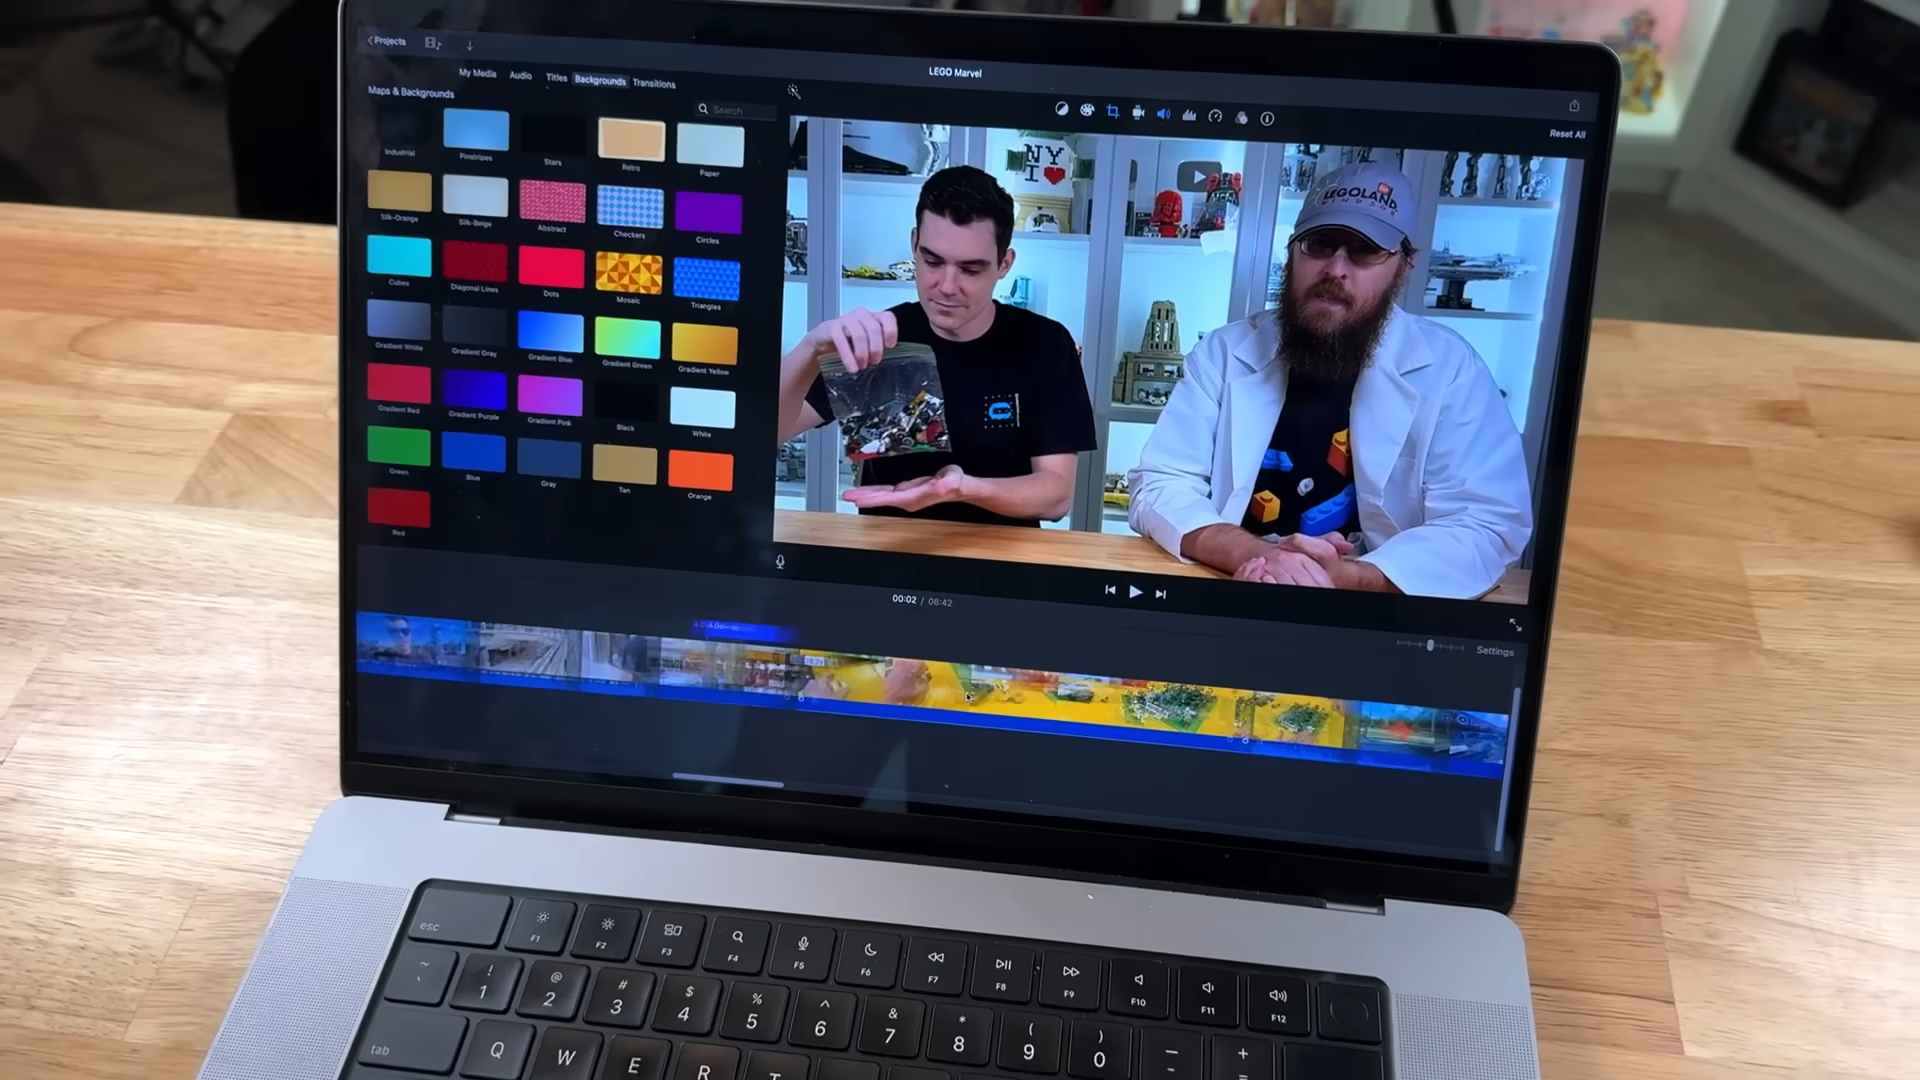 Projects
LEGO Marvel
My Media Audio Titles Backgrounds Transitions
Maps & Backgrounds
Search
Reset All
Industrial Pinstripes Stars Retro Paper
Silk-Orange Silk-Beige Abstract Checkers Circles
Cubes Diagonal Lines Dots Mosaic Triangles
Gradient White Gradient Gray Gradient Blue Gradient Green Gradient Yellow
Gradient Red Gradient Purple Gradient Pink Black White
Green Blue Gray Tan Orange
Red
NY
I
LEGOLAND
WINDSOR
00:02 / 08:42
Settings
esc F1 F2 F3 F4 F5 F6 F7 F8 F9 F10 F11 F12
~ ! @ # $ % ^ & * ( ) — +
` 1 2 3 4 5 6 7 8 9 0 - =
tab Q W E R T